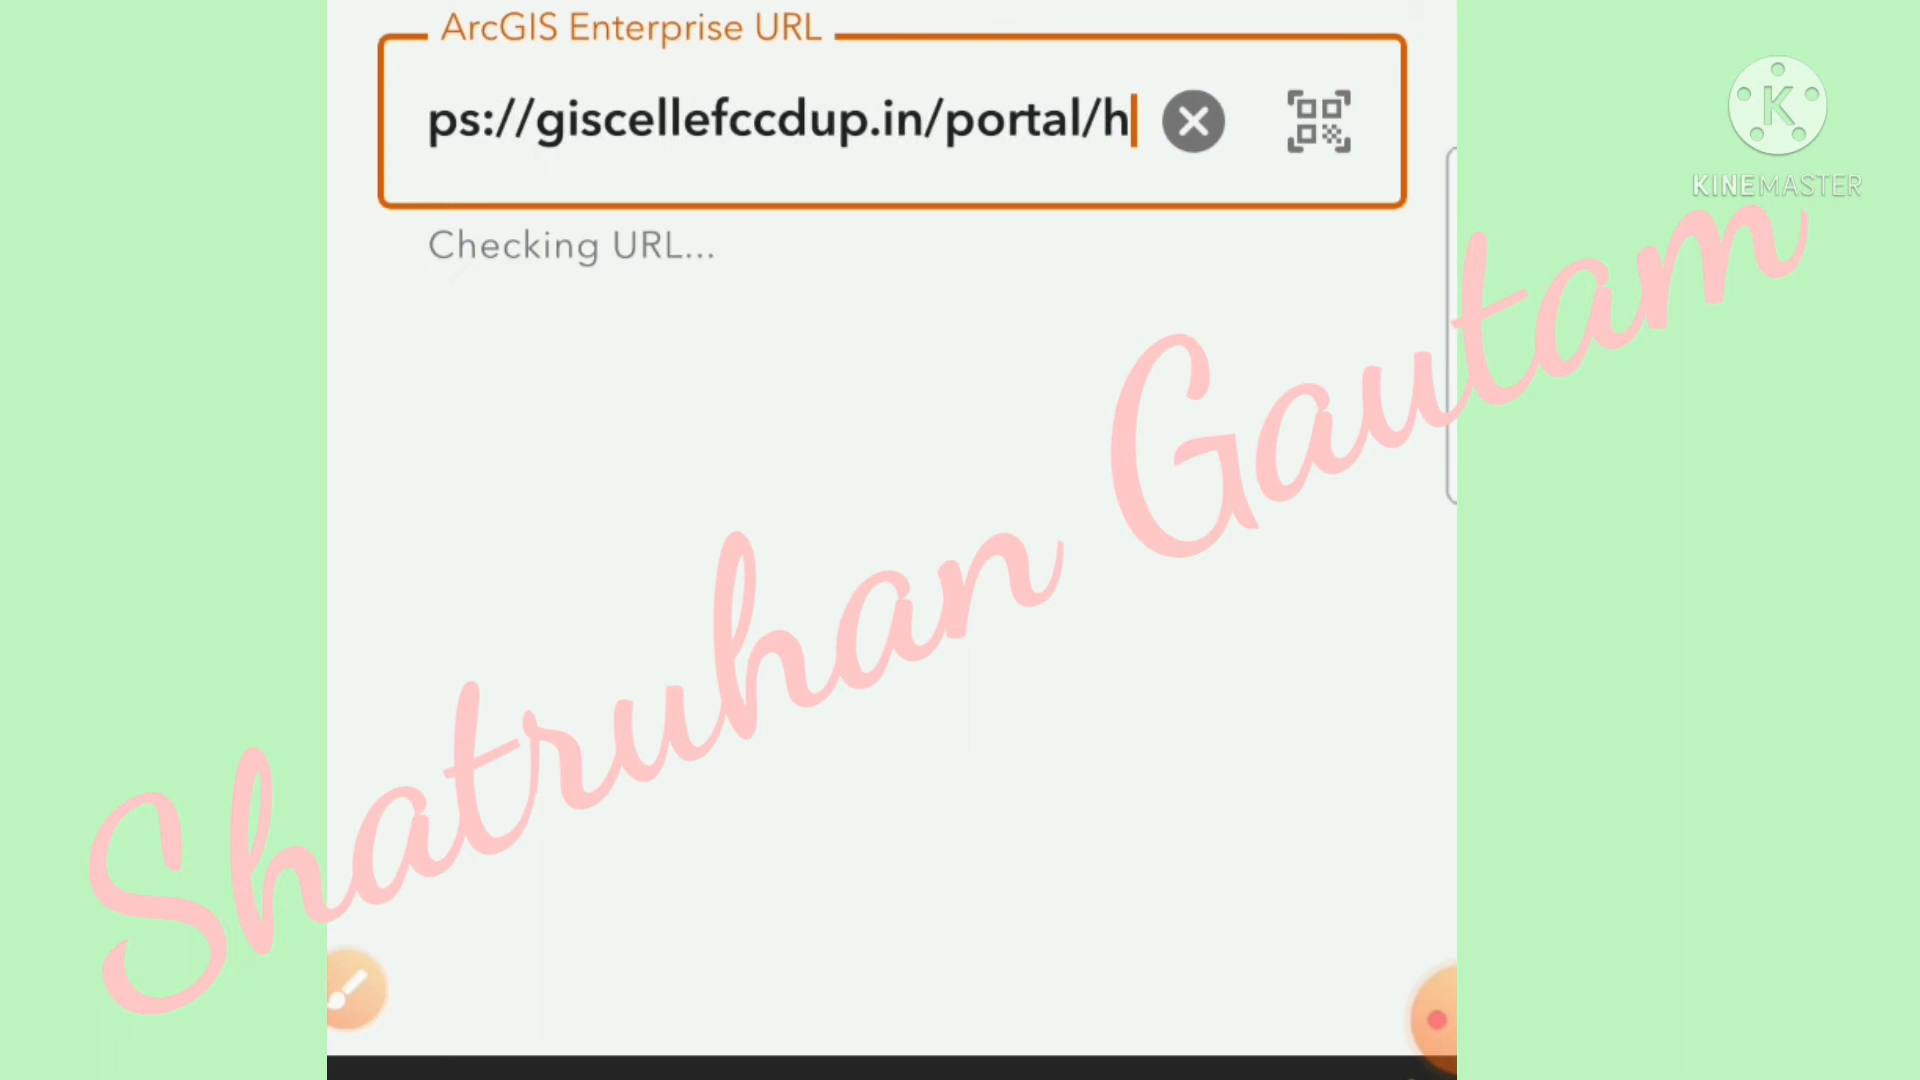 ArcGIS Enterprise URL
ps://giscellefccdup.in/portal/h
Checking URL...
K
KINEMASTER
Shatruhan Gautam